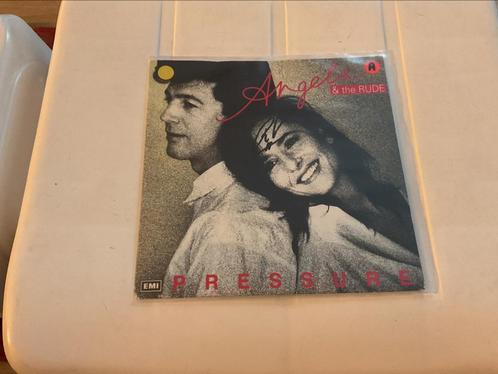 Angela
& the RUDE
A
EMI
PRESSURE